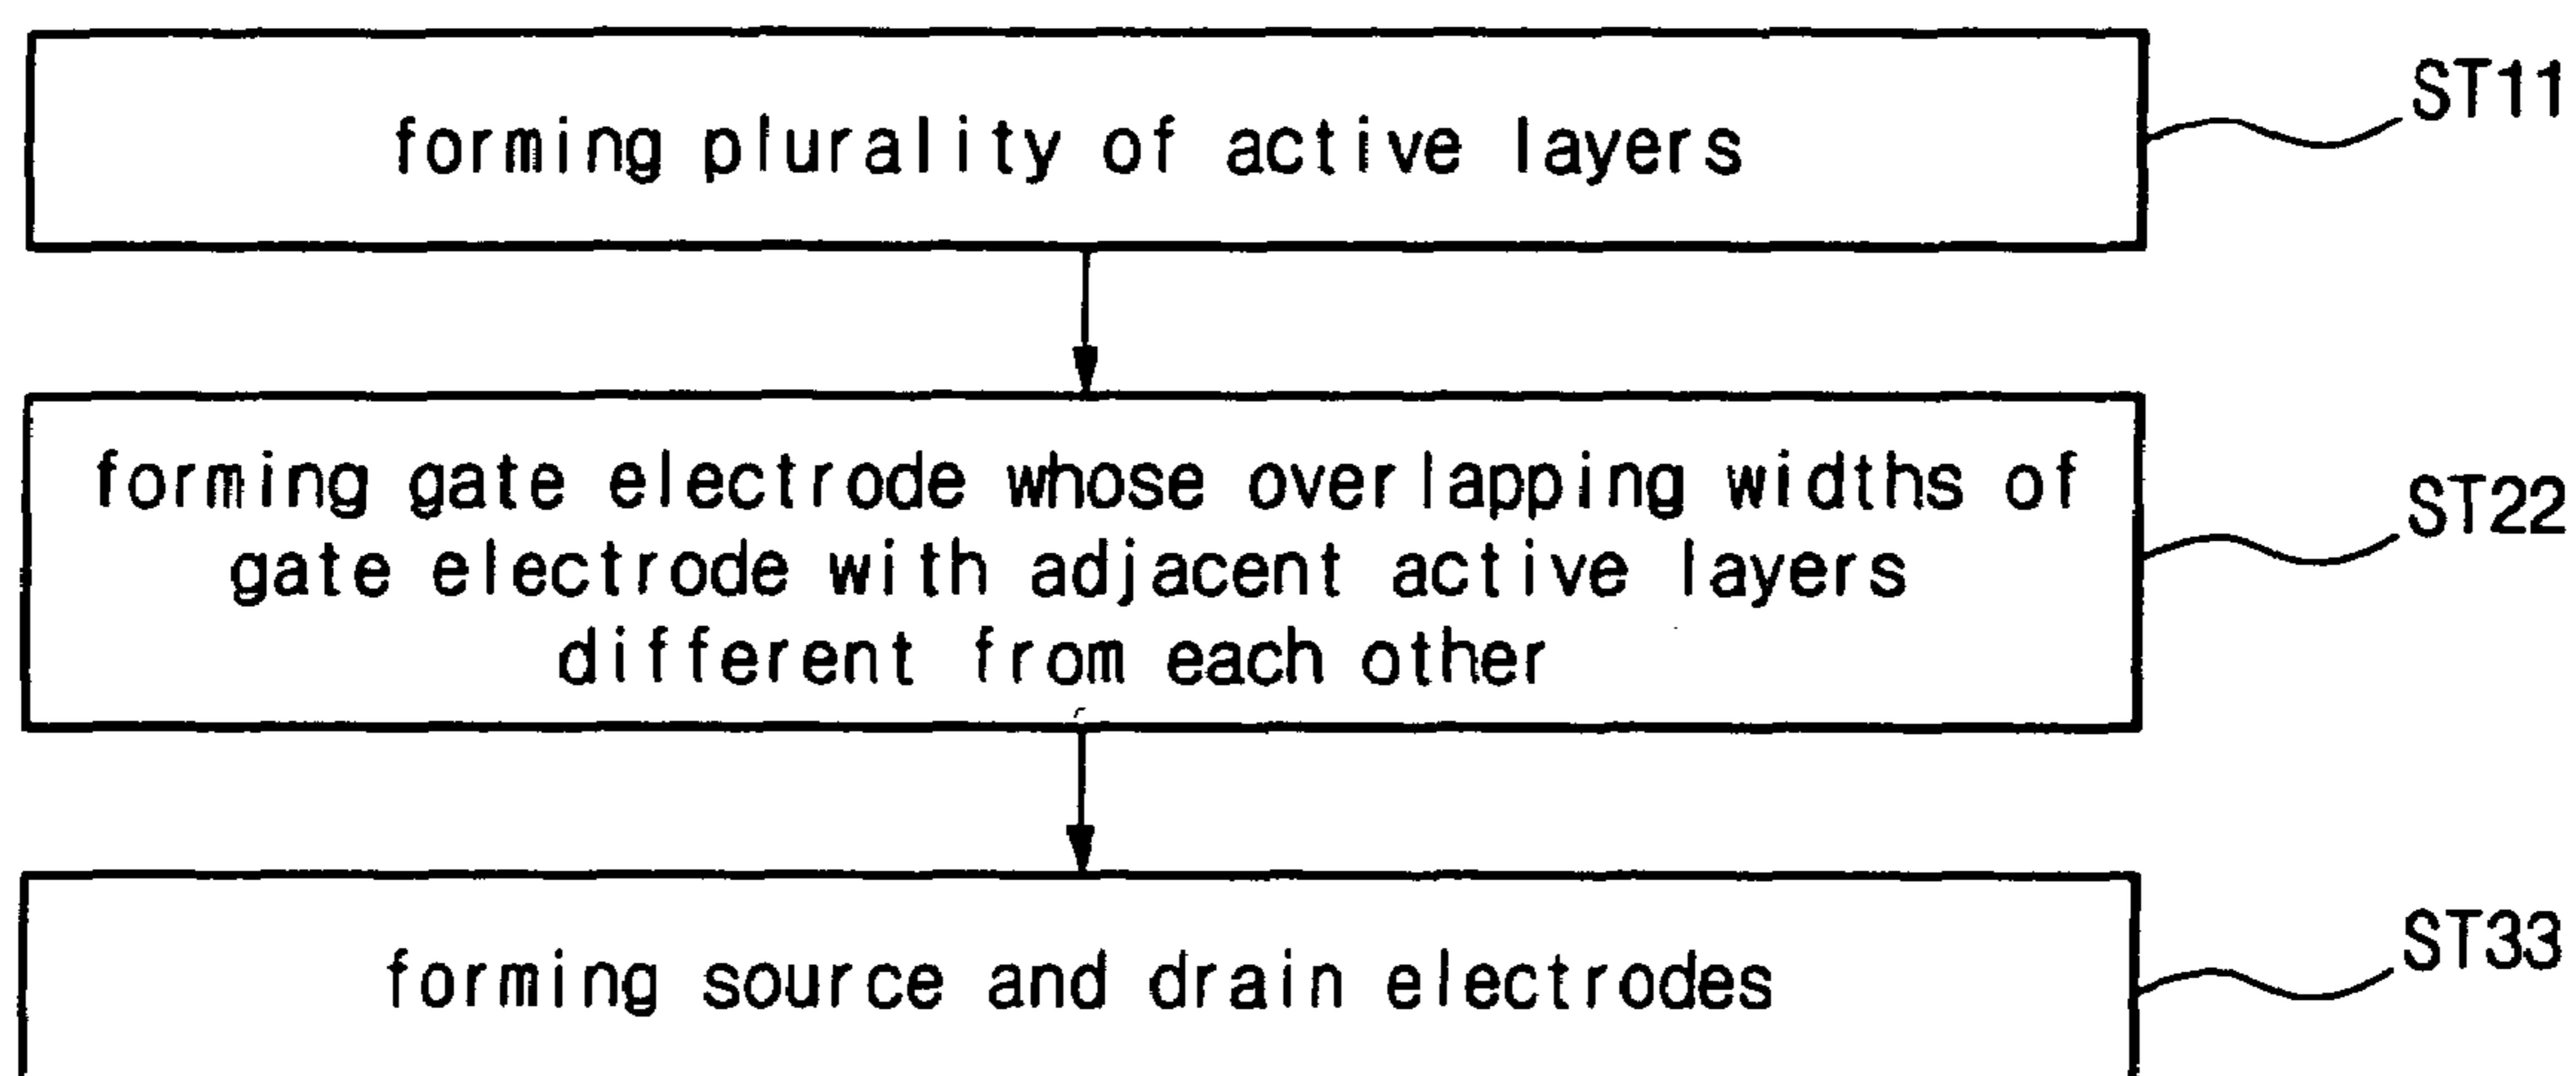 forming plurality of active layers
ST11
forming gate electrode whose overlapping widths of
gate electrode with adjacent active layers
different from each other
ST22
forming source and drain electrodes
ST33